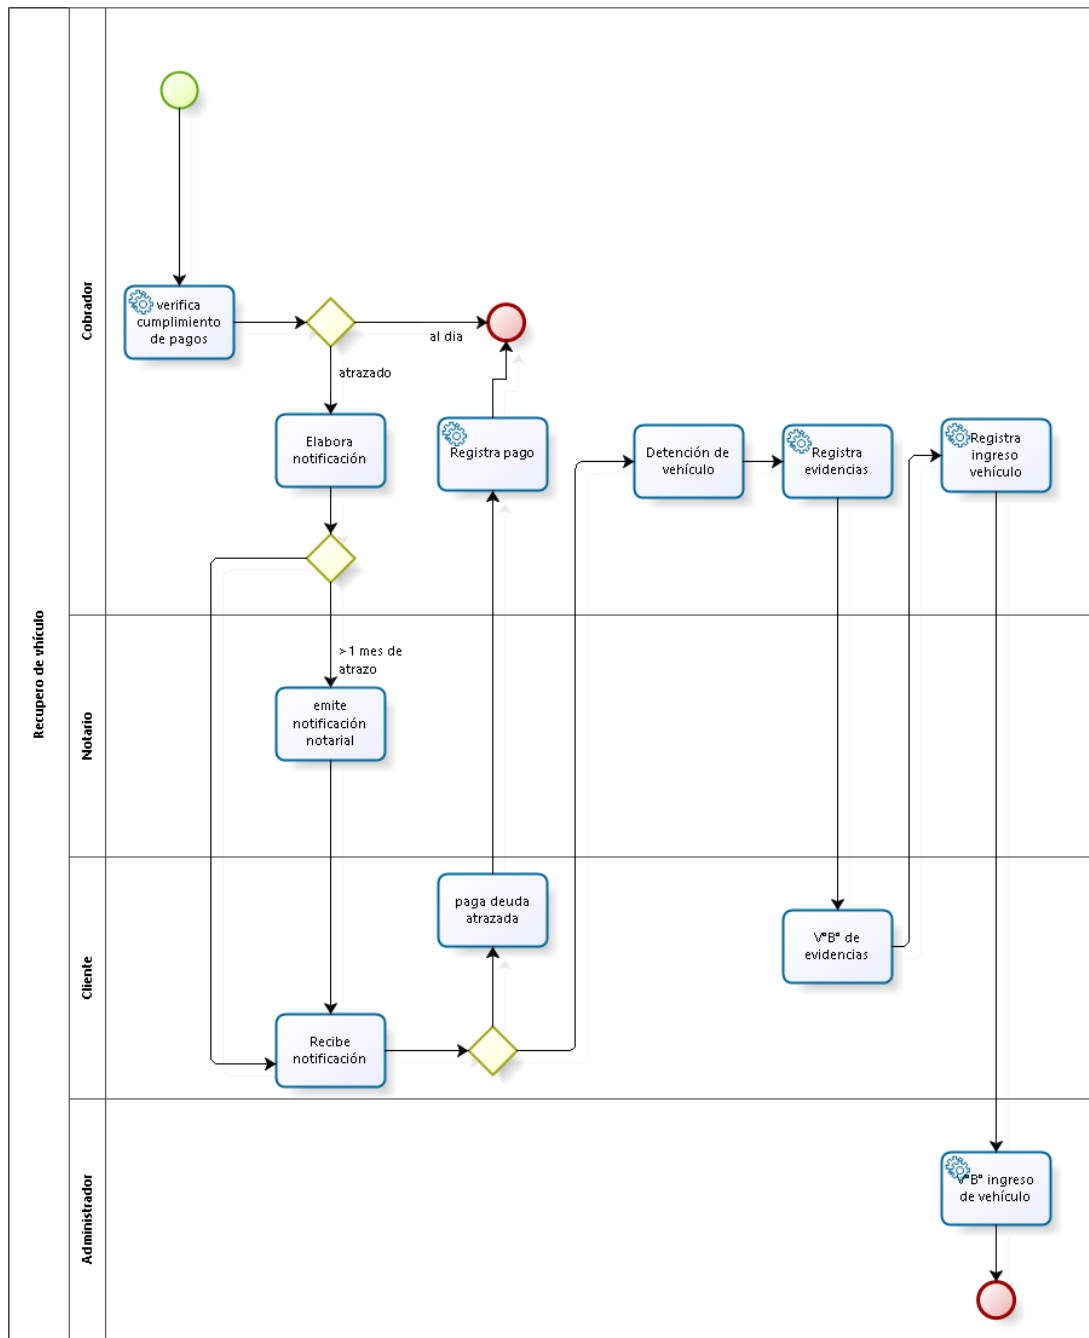 Recupero de vhículo
Cobrador
verifica
cumplimiento
de pagos
al dia
atrazado
Elabora
notificación
Registra pago
Detención de
vehículo
Registra
evidencias
Registra
ingreso
vehículo
Notario
>1 mes de
atrazo
emite
notificación
notarial
Cliente
paga deuda
atrazada
V°B° de
evidencias
Recibe
notificación
Administrador
V°B° ingreso
de vehículo